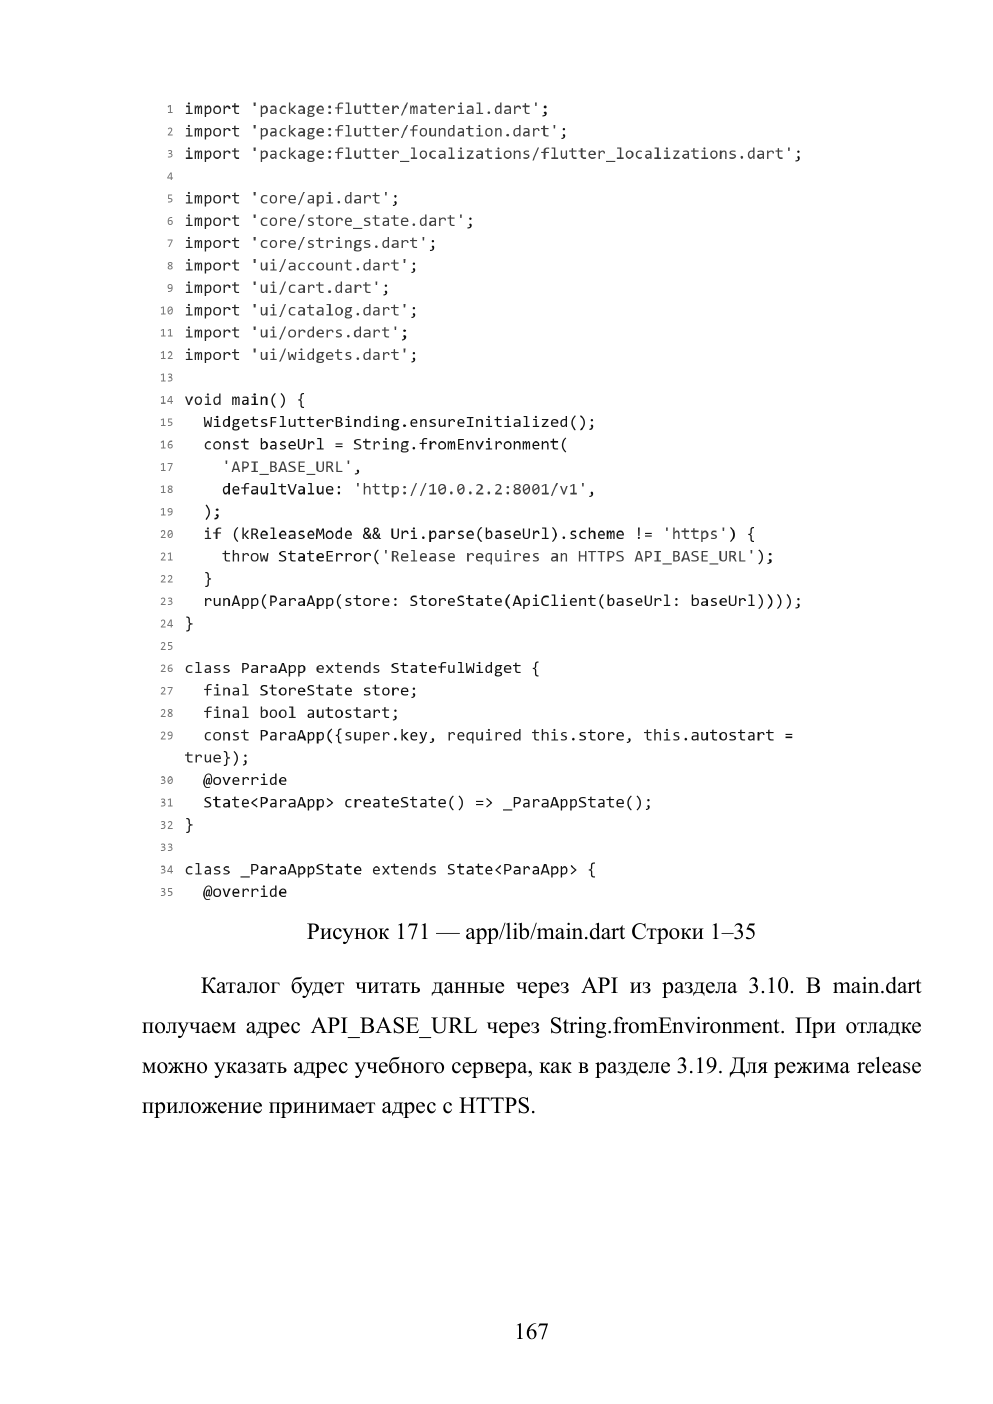 1 import 'package:flutter/material.dart';
2 import 'package:flutter/foundation.dart';
3 import 'package:flutter_localizations/flutter_localizations.dart';
4
5 import 'core/api.dart';
6 import 'core/store_state.dart';
7 import 'core/strings.dart';
8 import 'ui/account.dart';
9 import 'ui/cart.dart';
10 import 'ui/catalog.dart';
11 import 'ui/orders.dart';
12 import 'ui/widgets.dart';
13
14 void main() {
15   WidgetsFlutterBinding.ensureInitialized();
16   const baseUrl = String.fromEnvironment(
17     'API_BASE_URL',
18     defaultValue: 'http://10.0.2.2:8001/v1',
19   );
20   if (kReleaseMode && Uri.parse(baseUrl).scheme != 'https') {
21     throw StateError('Release requires an HTTPS API_BASE_URL');
22   }
23   runApp(ParaApp(store: StoreState(ApiClient(baseUrl: baseUrl))));
24 }
25
26 class ParaApp extends StatefulWidget {
27   final StoreState store;
28   final bool autostart;
29   const ParaApp({super.key, required this.store, this.autostart =
true});
30   @override
31   State<ParaApp> createState() => _ParaAppState();
32 }
33
34 class _ParaAppState extends State<ParaApp> {
35   @override
Рисунок 171 — app/lib/main.dart Строки 1–35
Каталог будет читать данные через API из раздела 3.10. В main.dart
получаем адрес API_BASE_URL через String.fromEnvironment. При отладке
можно указать адрес учебного сервера, как в разделе 3.19. Для режима release
приложение принимает адрес с HTTPS.
167